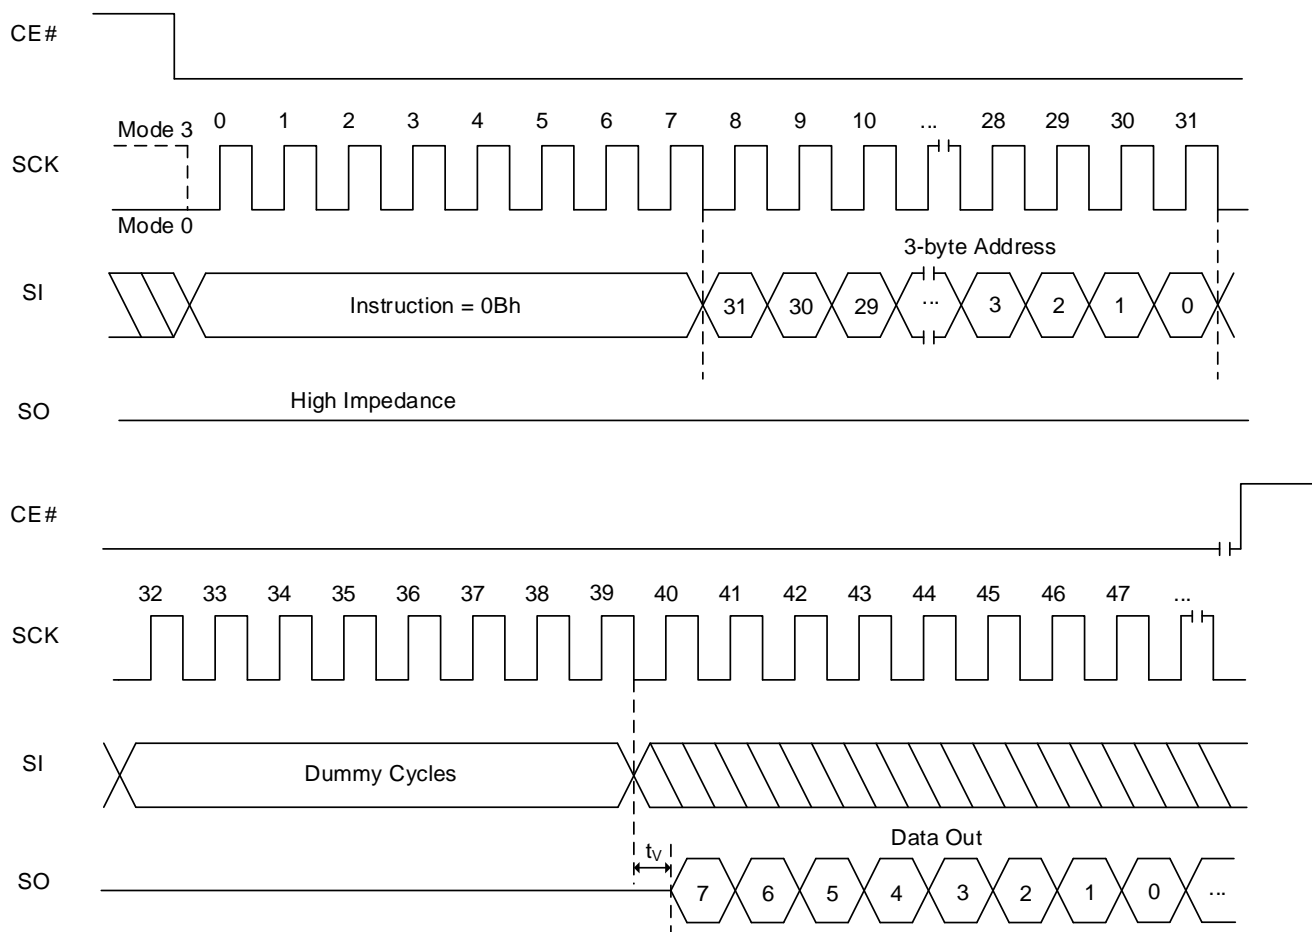 CE#
0 1 2 3 4 5 6 7 8 9 10 ... 28 29 30 31
Mode 3
SCK
Mode 0
3-byte Address
SI
Instruction = 0Bh
31 30 29 ... 3 2 1 0
High Impedance
SO
CE#
32 33 34 35 36 37 38 39 40 41 42 43 44 45 46 47 ...
SCK
SI
Dummy Cycles
Data Out
tV
SO
7 6 5 4 3 2 1 0 ...